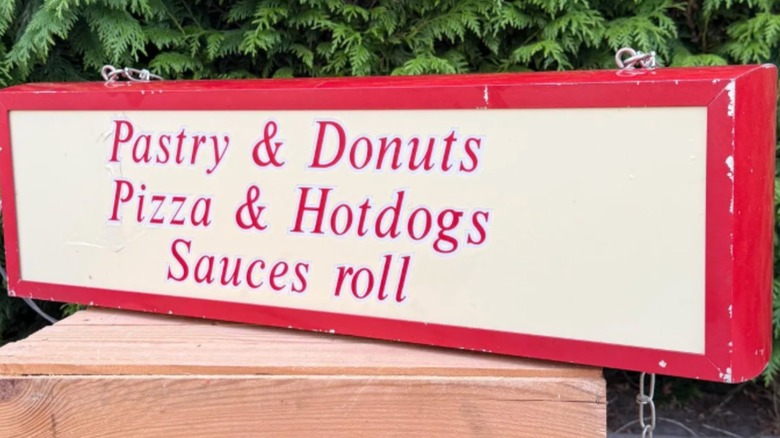 Pastry & Donuts
Pizza & Hotdogs
Sauces roll